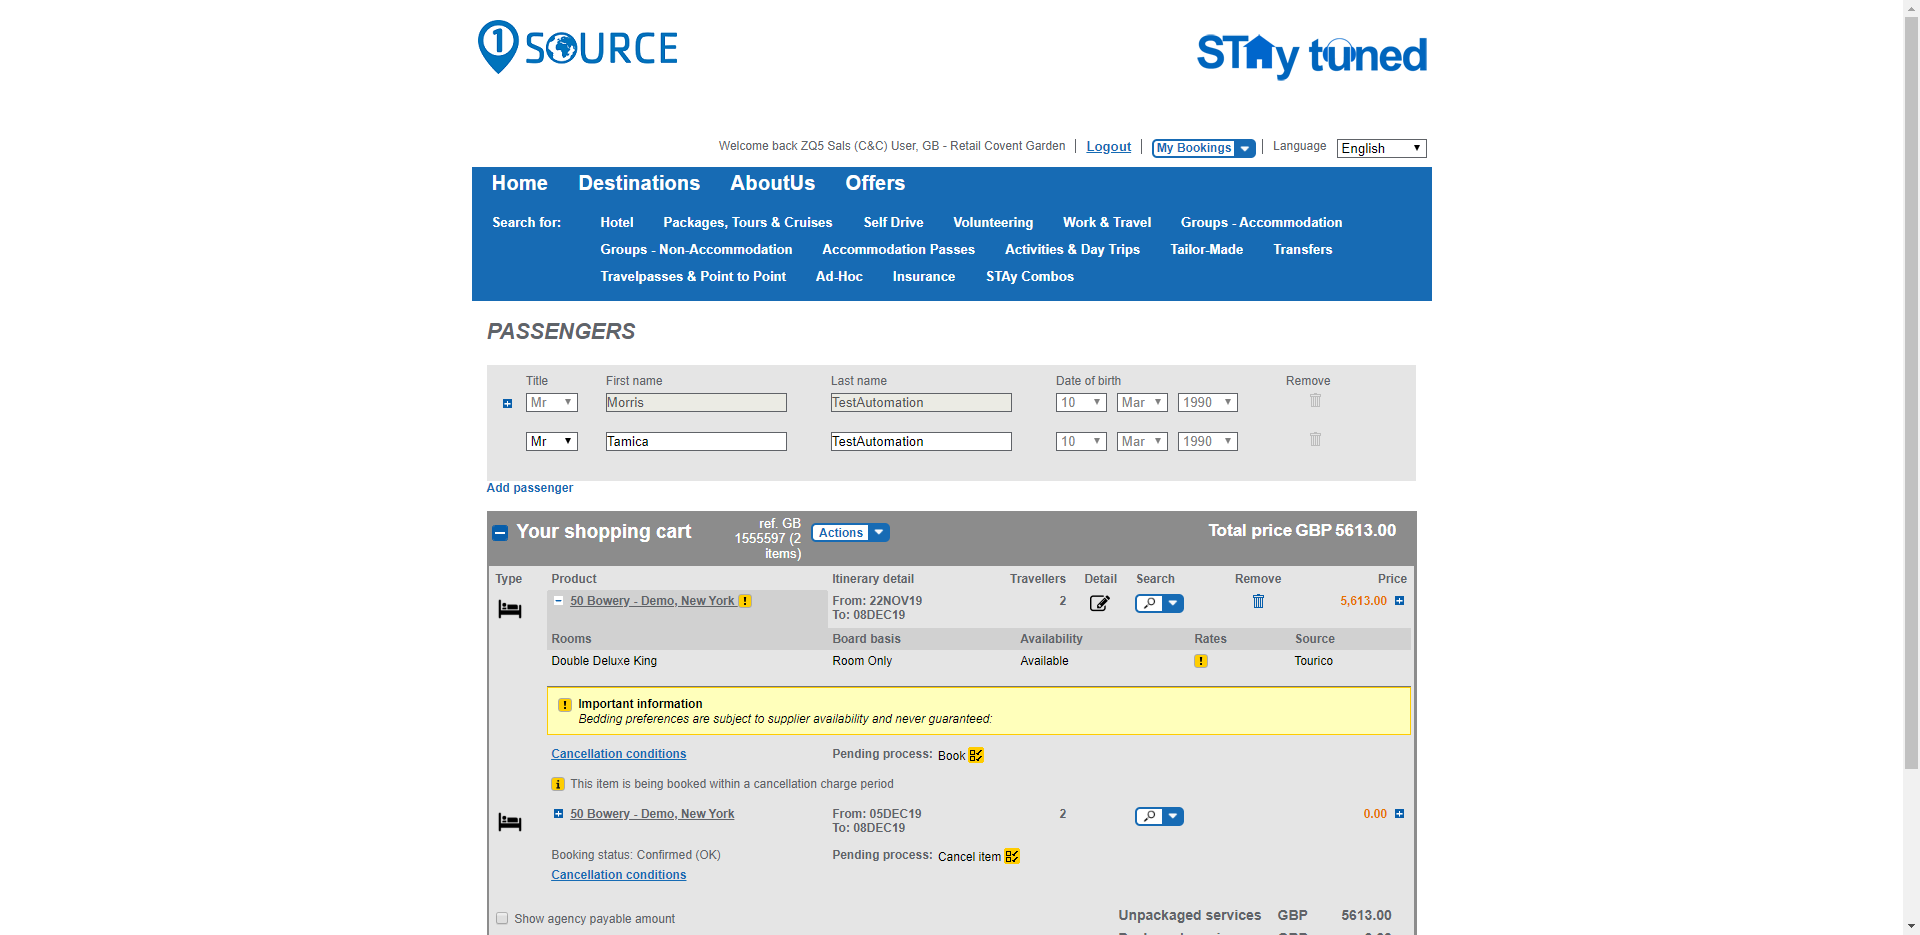 1 SOURCE
STAy tuned
Welcome back ZQ5 Sals (C&C) User, GB - Retail Covent Garden Logout My Bookings Language English
Home Destinations AboutUs Offers
Search for: Hotel Packages, Tours & Cruises Self Drive Volunteering Work & Travel Groups - Accommodation
Groups - Non-Accommodation Accommodation Passes Activities & Day Trips Tailor-Made Transfers
Travelpasses & Point to Point Ad-Hoc Insurance STAy Combos
PASSENGERS
Title First name Last name Date of birth Remove
Mr Morris TestAutomation 10 Mar 1990
Mr Tamica TestAutomation 10 Mar 1990
Add passenger
Your shopping cart ref. GB 1555597 (2 items) Actions Total price GBP 5613.00
Type Product Itinerary detail Travellers Detail Search Remove Price
50 Bowery - Demo, New York ! From: 22NOV19 2 5,613.00
To: 08DEC19
Rooms Board basis Availability Rates Source
Double Deluxe King Room Only Available ! Tourico
! Important information
Bedding preferences are subject to supplier availability and never guaranteed:
Cancellation conditions Pending process: Book
i This item is being booked within a cancellation charge period
50 Bowery - Demo, New York From: 05DEC19 2 0.00
To: 08DEC19
Booking status: Confirmed (OK) Pending process: Cancel item
Cancellation conditions
Show agency payable amount Unpackaged services GBP 5613.00